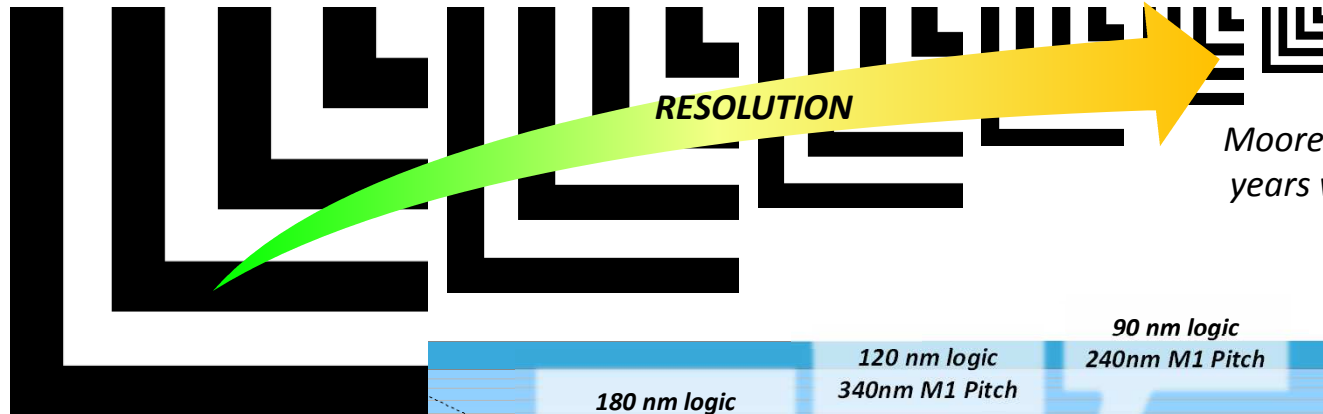 RESOLUTION
Moore
years
90 nm logic
240nm M1 Pitch
120 nm logic
340nm M1 Pitch
180 nm logic